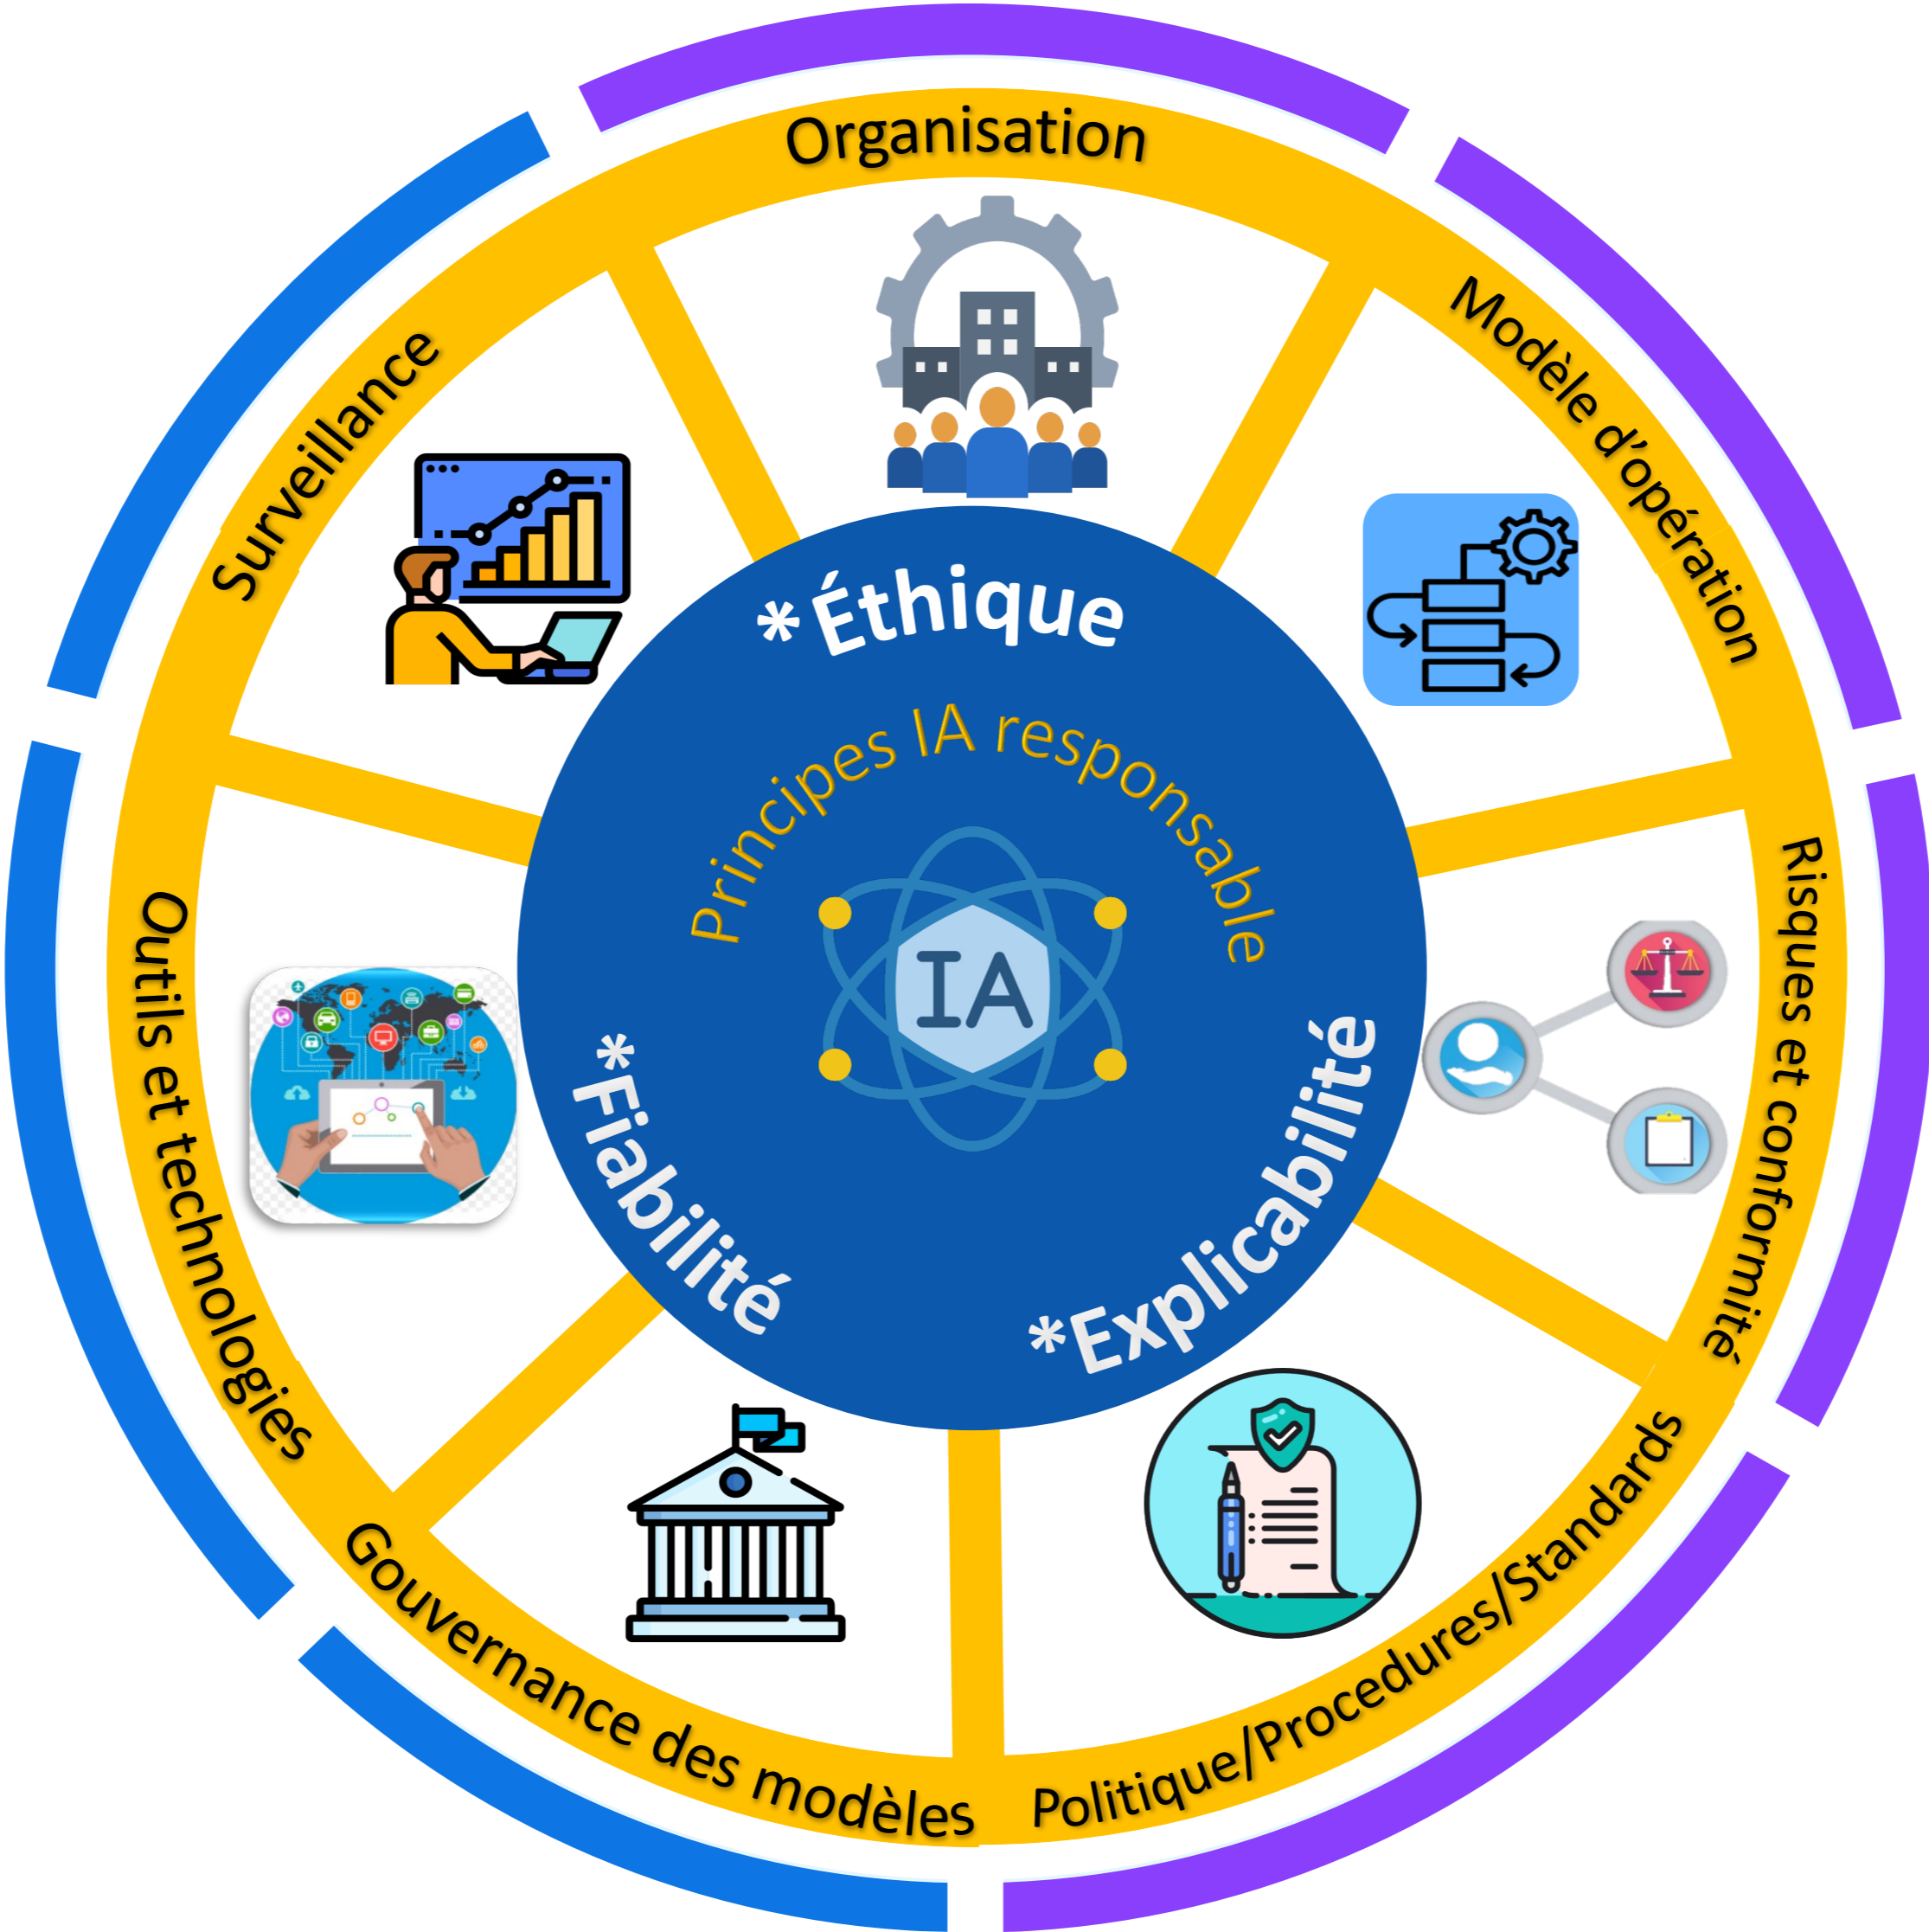 Organisation
Modèle d'opération
Risques et conformité
Politique/Procedures/Standards
Gouvernance des modèles
Outils et technologies
Surveillance
*Éthique
Principes IA responsable
IA
*Explicabilité
*Fiabilité